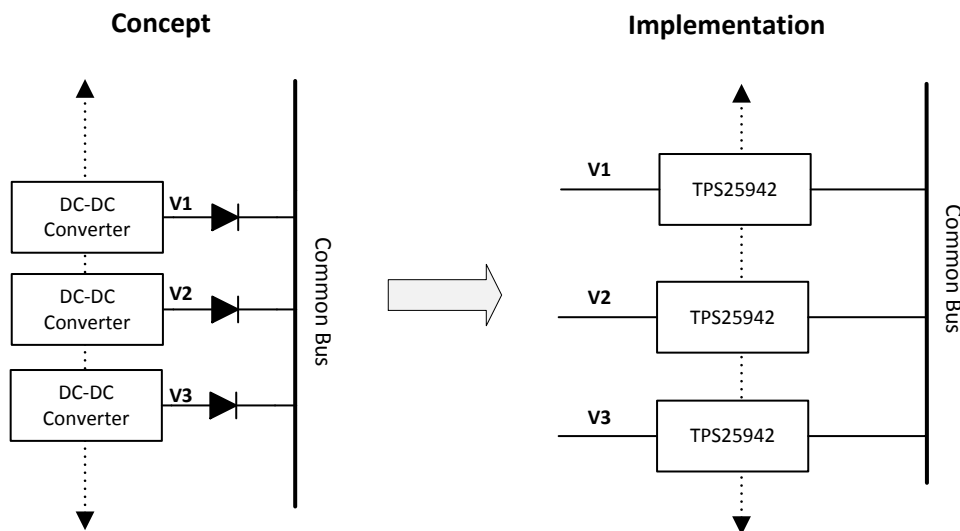 Concept
DC-DC
Converter
V1
DC-DC
Converter
V2
DC-DC
Converter
V3
Common Bus
Implementation
V1
TPS25942
V2
TPS25942
V3
TPS25942
Common Bus